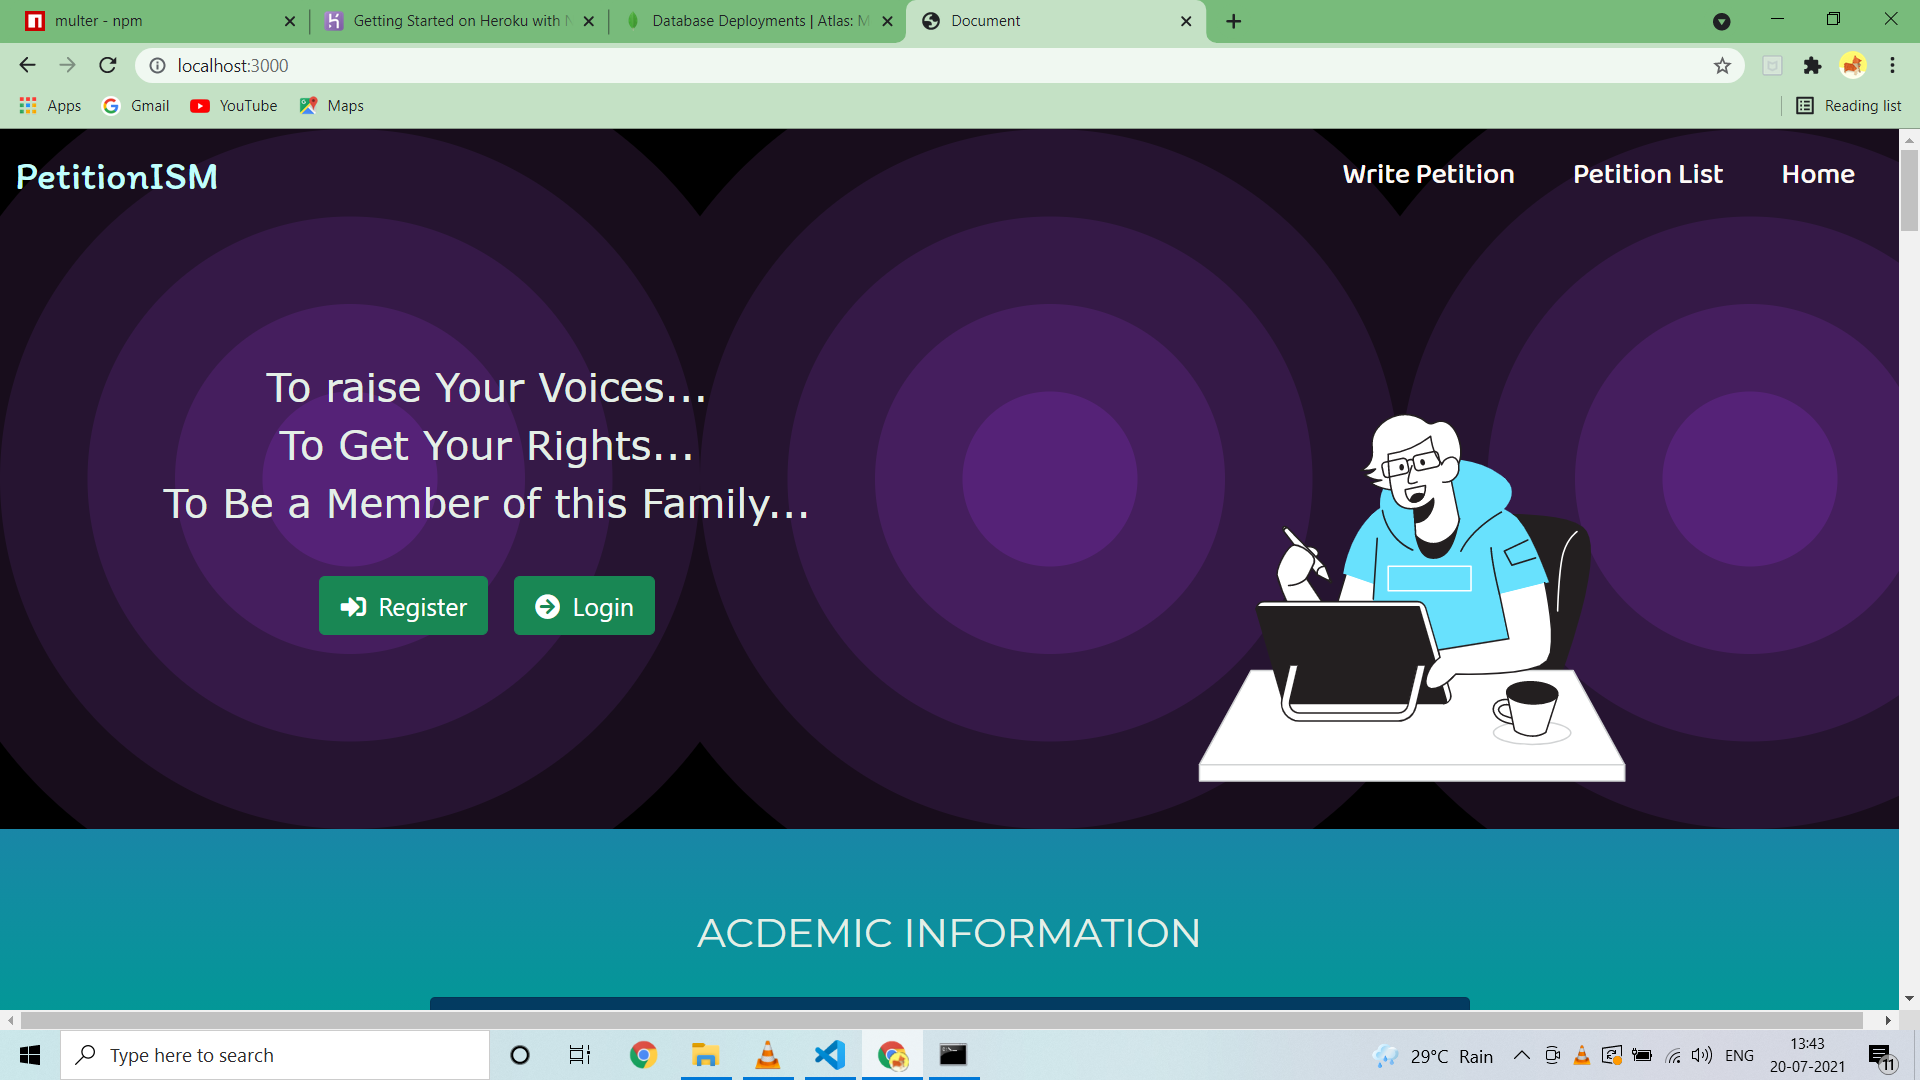 multer - npm
Getting Started on Heroku with
Database Deployments | Atlas:
Document
localhost:3000
Apps
Gmail
YouTube
Maps
Reading list
PetitionISM
Write Petition
Petition List
Home
To raise Your Voices...
To Get Your Rights...
To Be a Member of this Family...
Register
Login
ACDEMIC INFORMATION
Type here to search
29°C Rain
ENG
13:43
20-07-2021
11